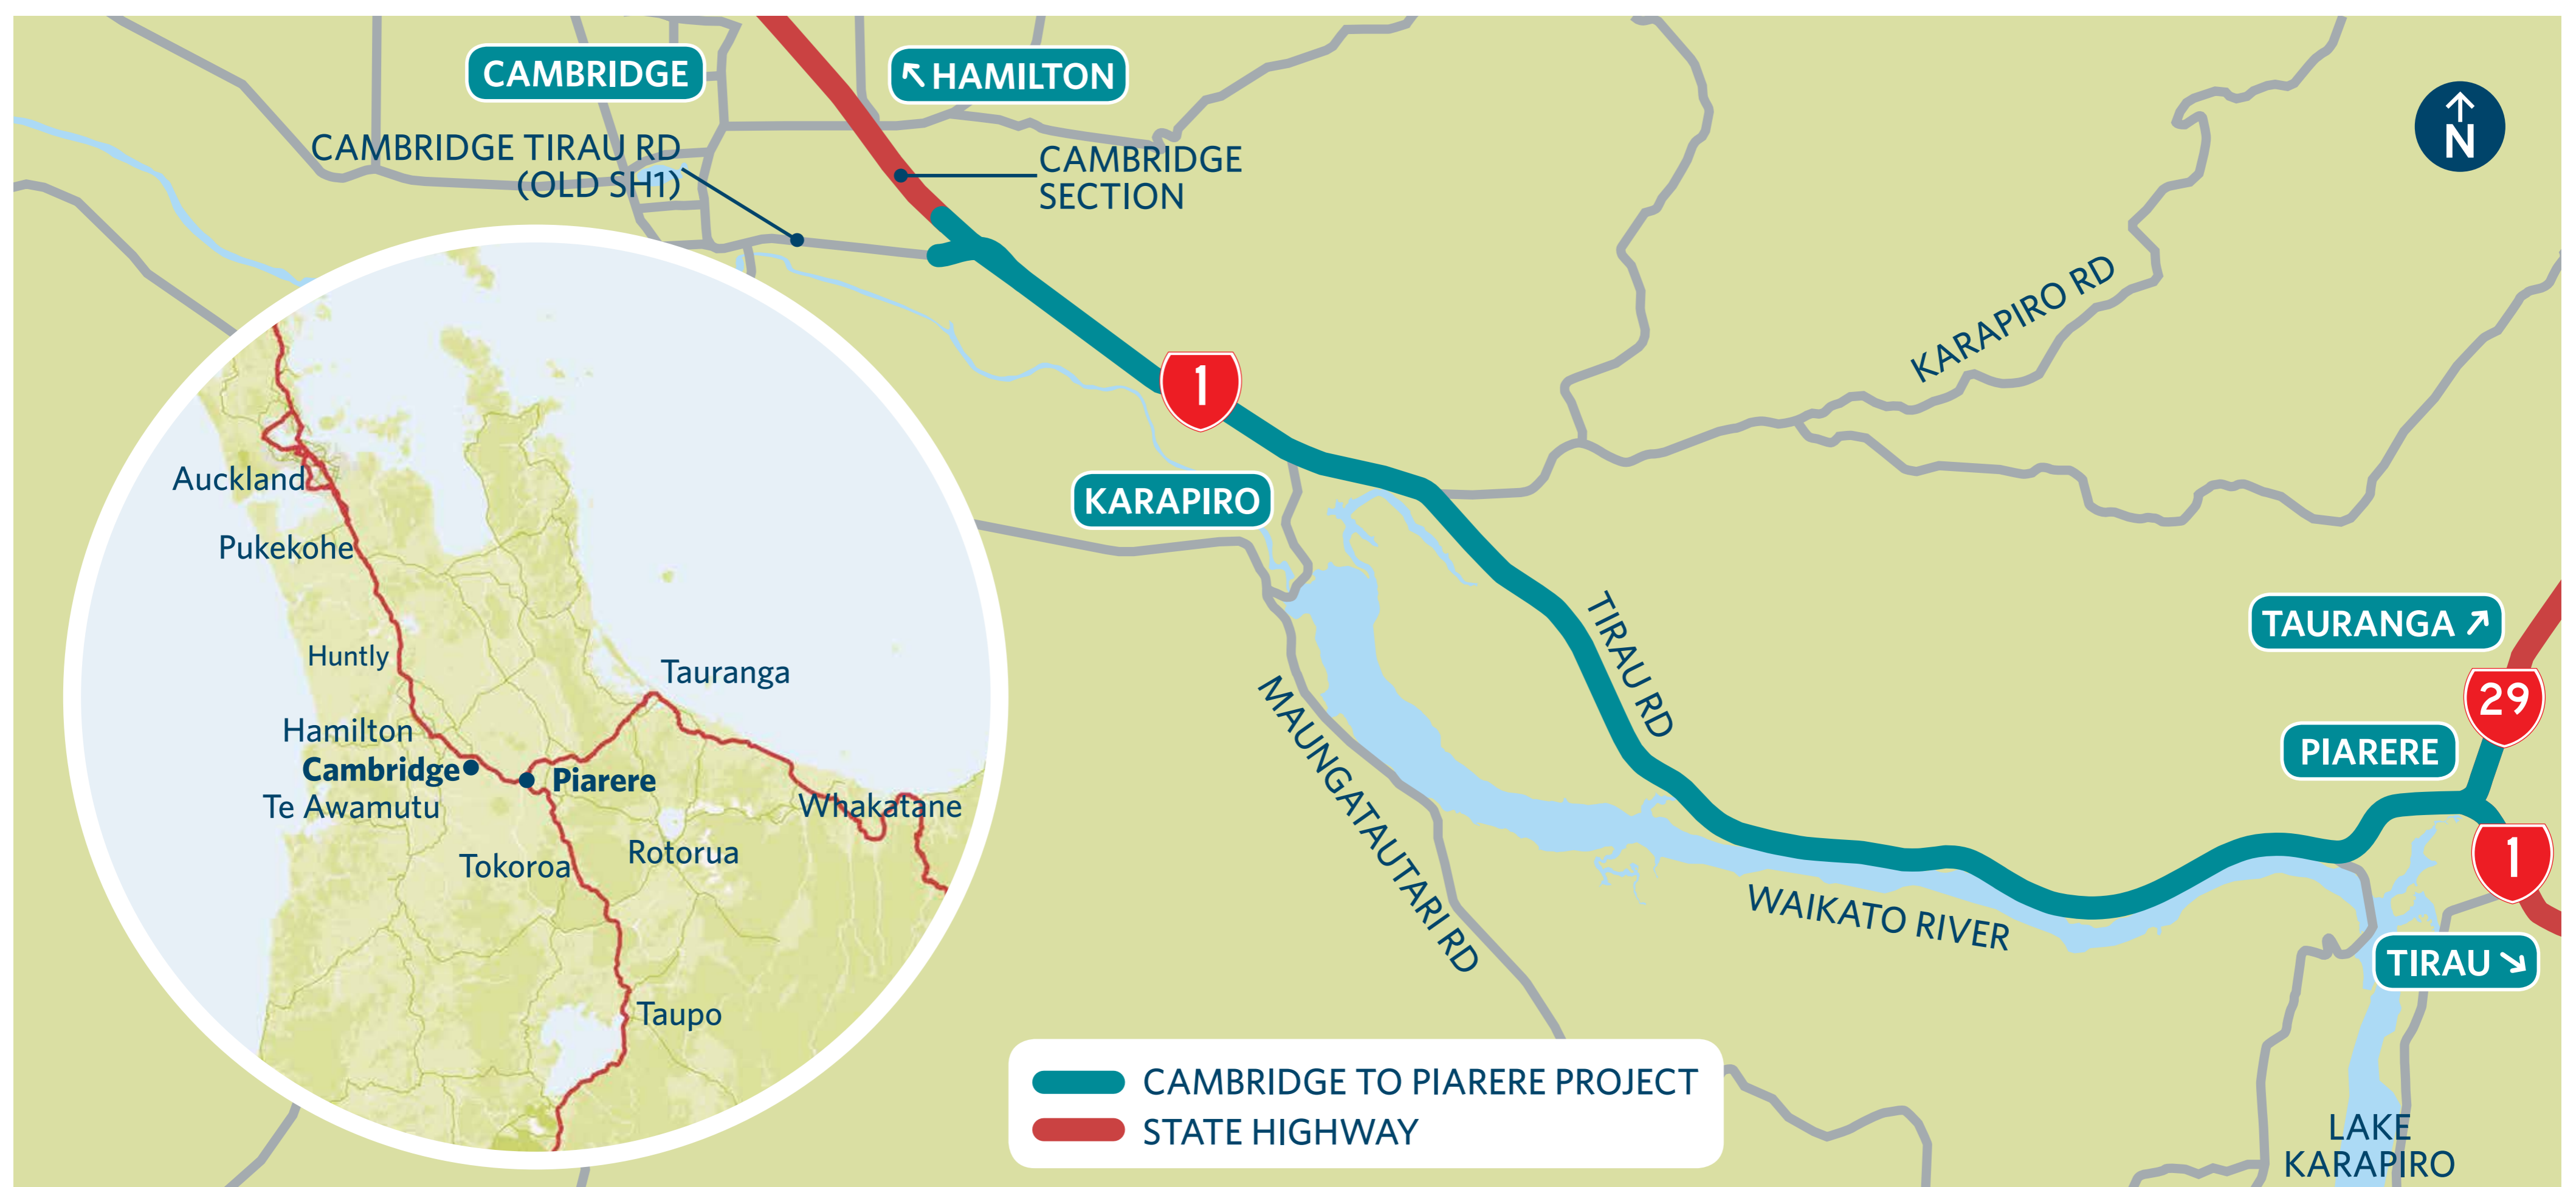 CAMBRIDGE
HAMILTON
CAMBRIDGE TIRAU RD
(OLD SH1)
CAMBRIDGE
SECTION
N
KARAPIRO RD
1
KARAPIRO
TIRAU RD
MAUNGATAUTARI RD
WAIKATO RIVER
TAURANGA
29
PIARERE
1
TIRAU
LAKE
KARAPIRO
Auckland
Pukekohe
Huntly
Hamilton
Cambridge
Te Awamutu
Piarere
Tauranga
Whakatane
Rotorua
Tokoroa
Taupo
CAMBRIDGE TO PIARERE PROJECT
STATE HIGHWAY